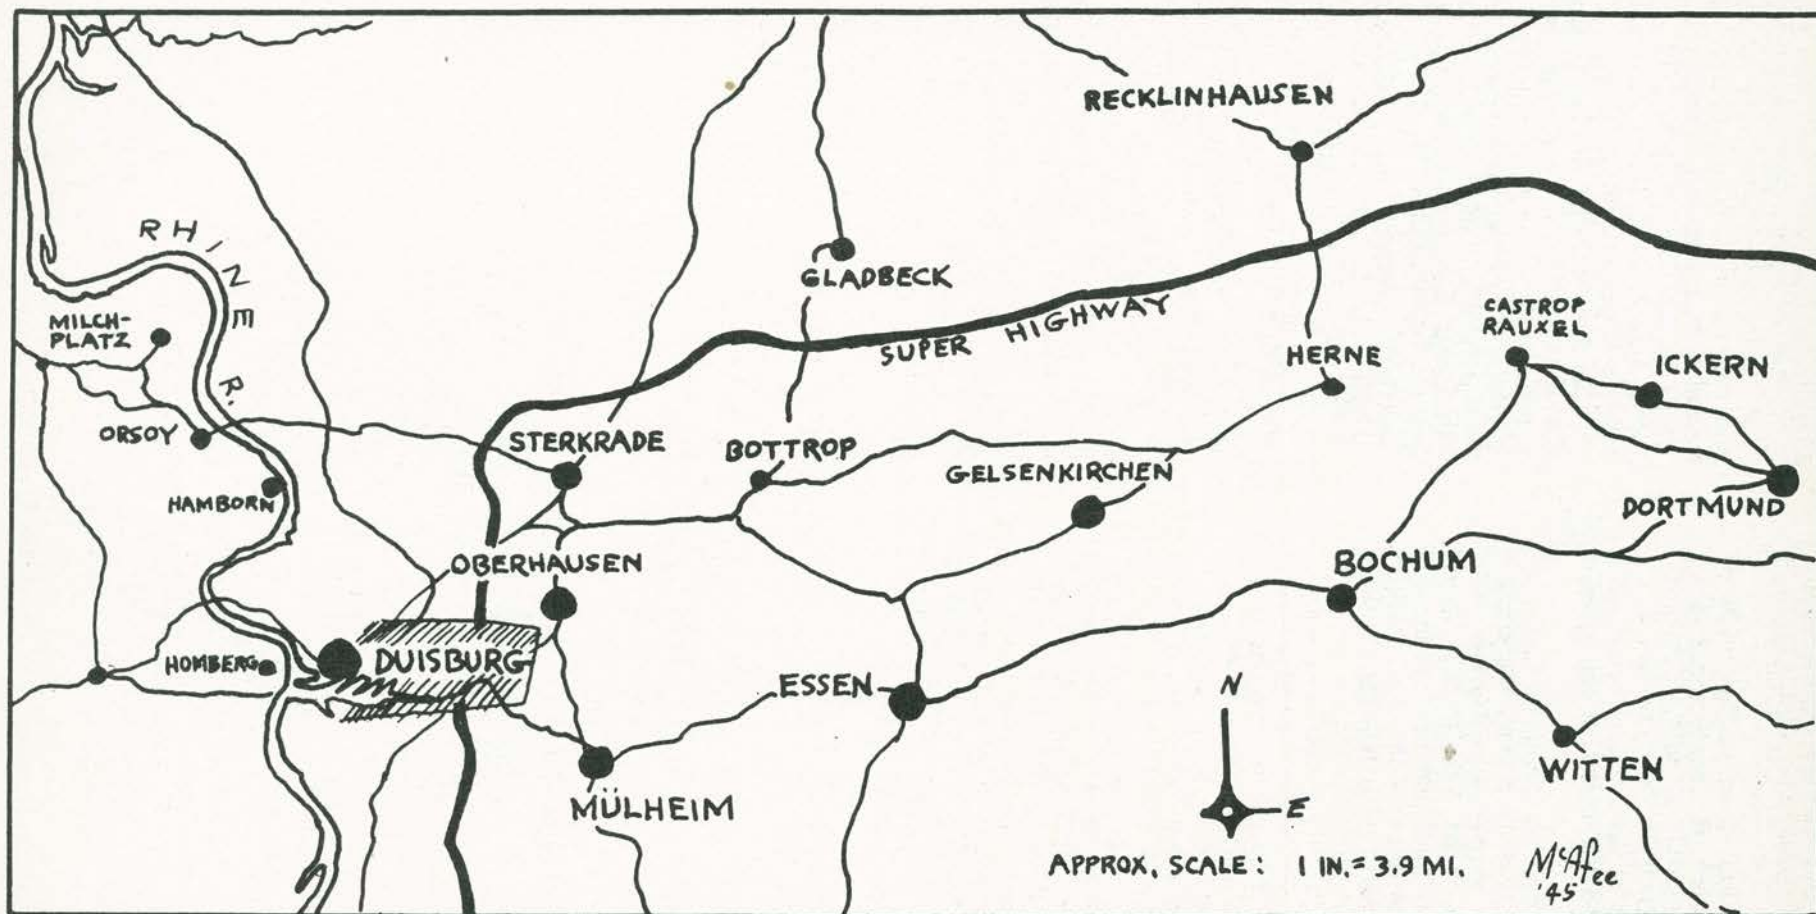 RECKLINHAUSEN
RHINE R.
GLADBECK
MILCH-
PLATZ
SUPER HIGHWAY
CASTROP
RAUXEL
HERNE
ICKERN
ORSOY
STERKRADE
BOTTROP
GELSENKIRCHEN
HAMBORN
DORTMUND
OBERHAUSEN
BOCHUM
HOMBERG
DUISBURG
ESSEN
N
WITTEN
MÜLHEIM
E
APPROX. SCALE: 1 IN. = 3.9 MI.
McAfee
'45